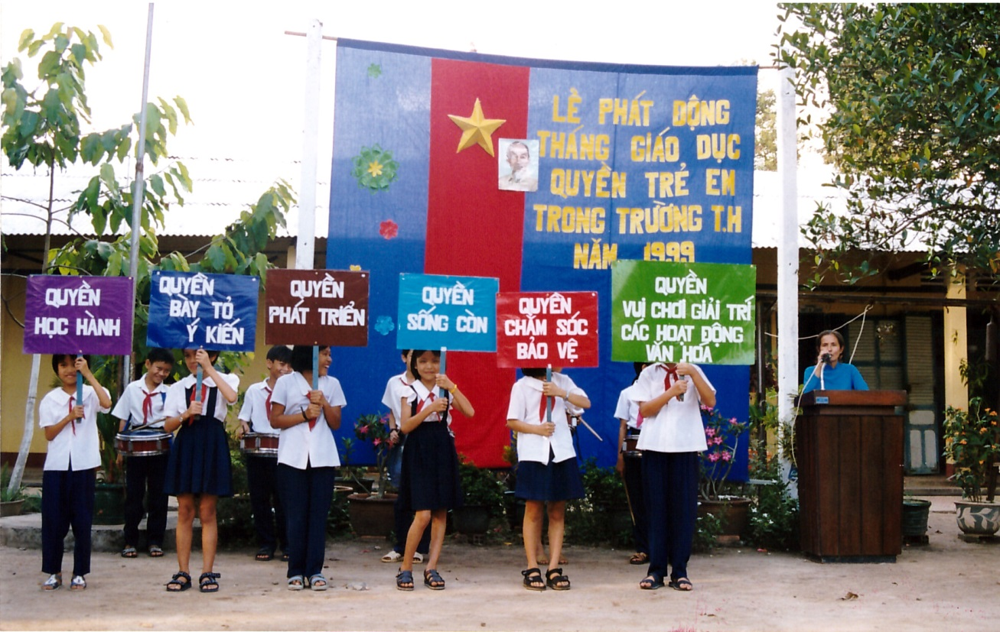 LỄ PHÁT ĐỘNG
THÁNG GIÁO DỤC
QUYỀN TRẺ EM
TRONG TRƯỜNG T.H
NĂM 1999
QUYỀN
HỌC HÀNH
QUYỀN
BÀY TỎ
Ý KIẾN
QUYỀN
PHÁT TRIỂN
QUYỀN
SỐNG CÒN
QUYỀN
CHĂM SÓC
BẢO VỆ
QUYỀN
VUI CHƠI GIẢI TRÍ
CÁC HOẠT ĐỘNG
VĂN HÓA